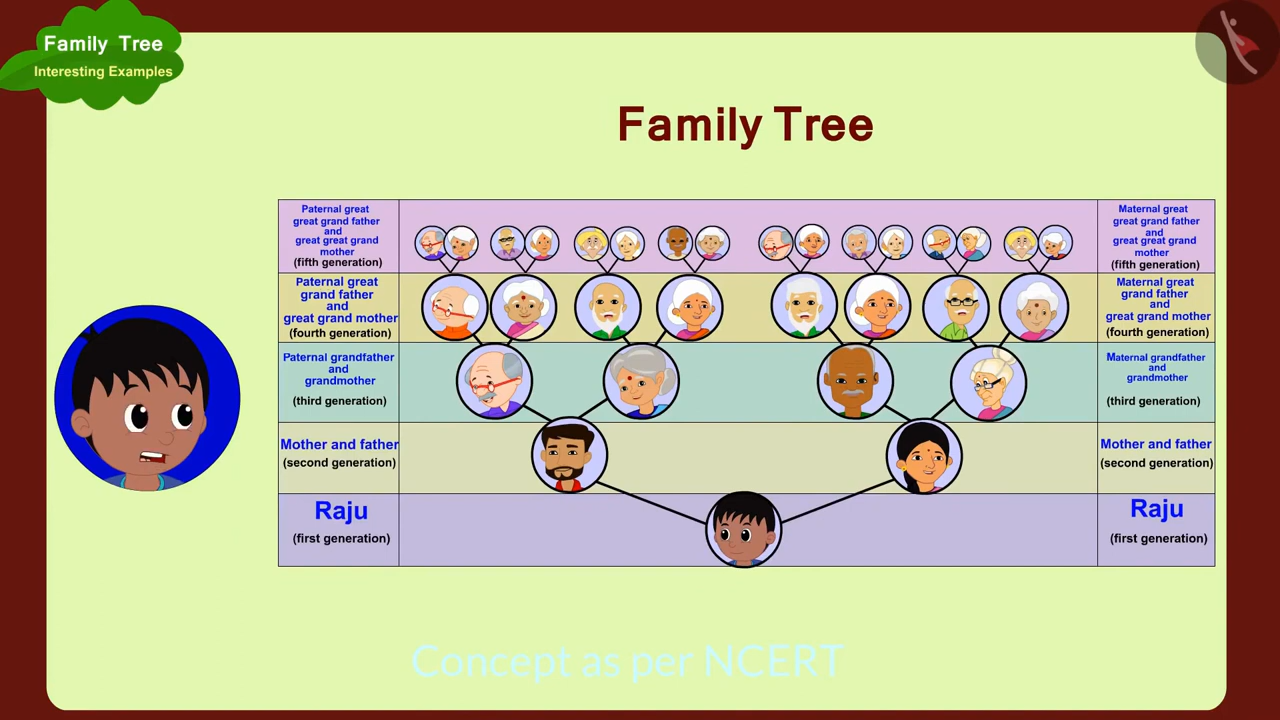 Family Tree
Interesting Examples
Family Tree
Paternal great
great grand father
and
great great grand
mother
(fifth generation)
Maternal great
great grand father
and
great great grand
mother
(fifth generation)
Paternal great
grand father
and
great grand mother
(fourth generation)
Maternal great
grand father
and
great grand mother
(fourth generation)
Paternal grandfather
and
grandmother
(third generation)
Maternal grandfather
and
grandmother
(third generation)
Mother and father
(second generation)
Mother and father
(second generation)
Raju
(first generation)
Raju
(first generation)
Concept as per NCERT